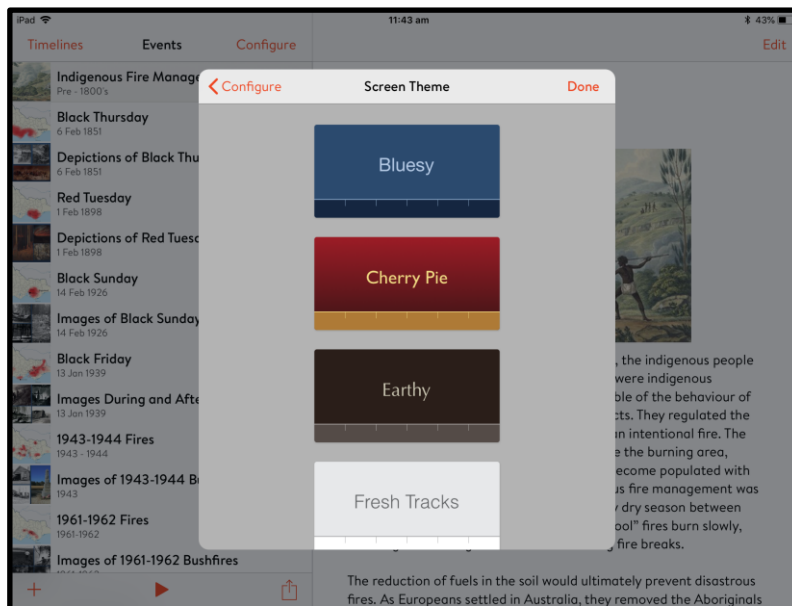 iPad 11:43 am 43%
Timelines Events Configure Edit
Indigenous Fire Manage
Pre - 1800's
Black Thursday
6 Feb 1851
Depictions of Black Thu
6 Feb 1851
Red Tuesday
1 Feb 1898
Depictions of Red Tuesd
1 Feb 1898
Black Sunday
14 Feb 1926
Images of Black Sunday
14 Feb 1926
Black Friday
13 Jan 1939
Images During and Afte
13 Jan 1939
1943-1944 Fires
1943 - 1944
Images of 1943-1944 B
1943
1961-1962 Fires
1961-1962
Images of 1961-1962 Bushfires
Configure Screen Theme Done
Bluesy
Cherry Pie
Earthy
Fresh Tracks
, the indigenous people
were indigenous
ble of the behaviour of
cts. They regulated the
an intentional fire. The
e the burning area,
ecome populated with
us fire management was
y dry season between
ool” fires burn slowly,
fire breaks.
The reduction of fuels in the soil would ultimately prevent disastrous
fires. As Europeans settled in Australia, they removed the Aboriginals